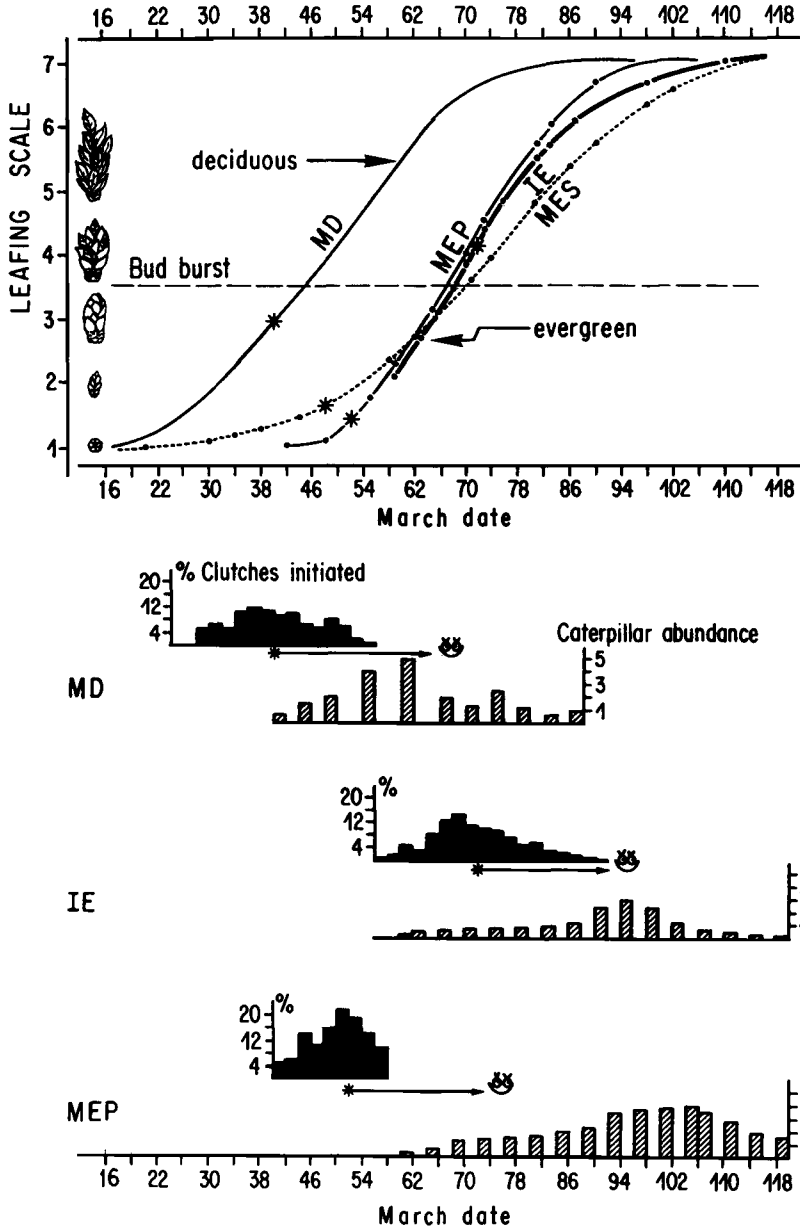 16 22 30 38 46 54 62 70 78 86 94 102 110 118
LEAFING SCALE
7
6
5
4
3
2
1
deciduous
MD
Bud burst
MEP
IE
MES
evergreen
16 22 30 38 46 54 62 70 78 86 94 102 110 118
March date
% Clutches initiated
20
12
4
Caterpillar abundance
5
3
1
MD
%
20
12
4
IE
%
20
12
4
MEP
16 22 30 38 46 54 62 70 78 86 94 102 110 118
March date